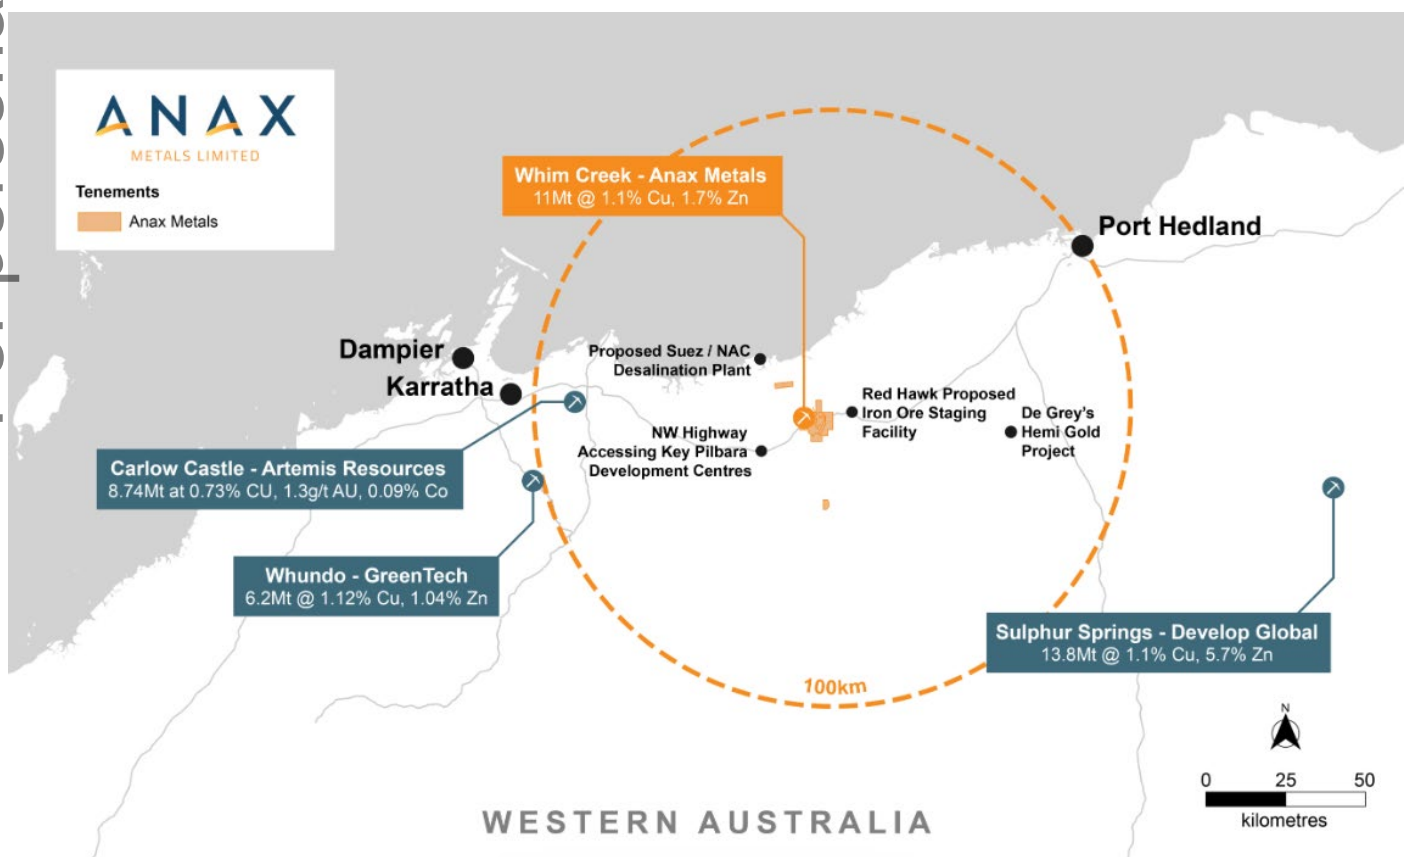 ANAX
METALS LIMITED
Tenements
Anax Metals
Whim Creek - Anax Metals
11Mt @ 1.1% Cu, 1.7% Zn
Port Hedland
Dampier
Karratha
Proposed Suez / NAC
Desalination Plant
Red Hawk Proposed
Iron Ore Staging
Facility
De Grey's
Hemi Gold
Project
NW Highway
Accessing Key Pilbara
Development Centres
Carlow Castle - Artemis Resources
8.74Mt at 0.73% CU, 1.3g/t AU, 0.09% Co
Whundo - GreenTech
6.2Mt @ 1.12% Cu, 1.04% Zn
Sulphur Springs - Develop Global
13.8Mt @ 1.1% Cu, 5.7% Zn
100km
N
0 25 50
kilometres
WESTERN AUSTRALIA